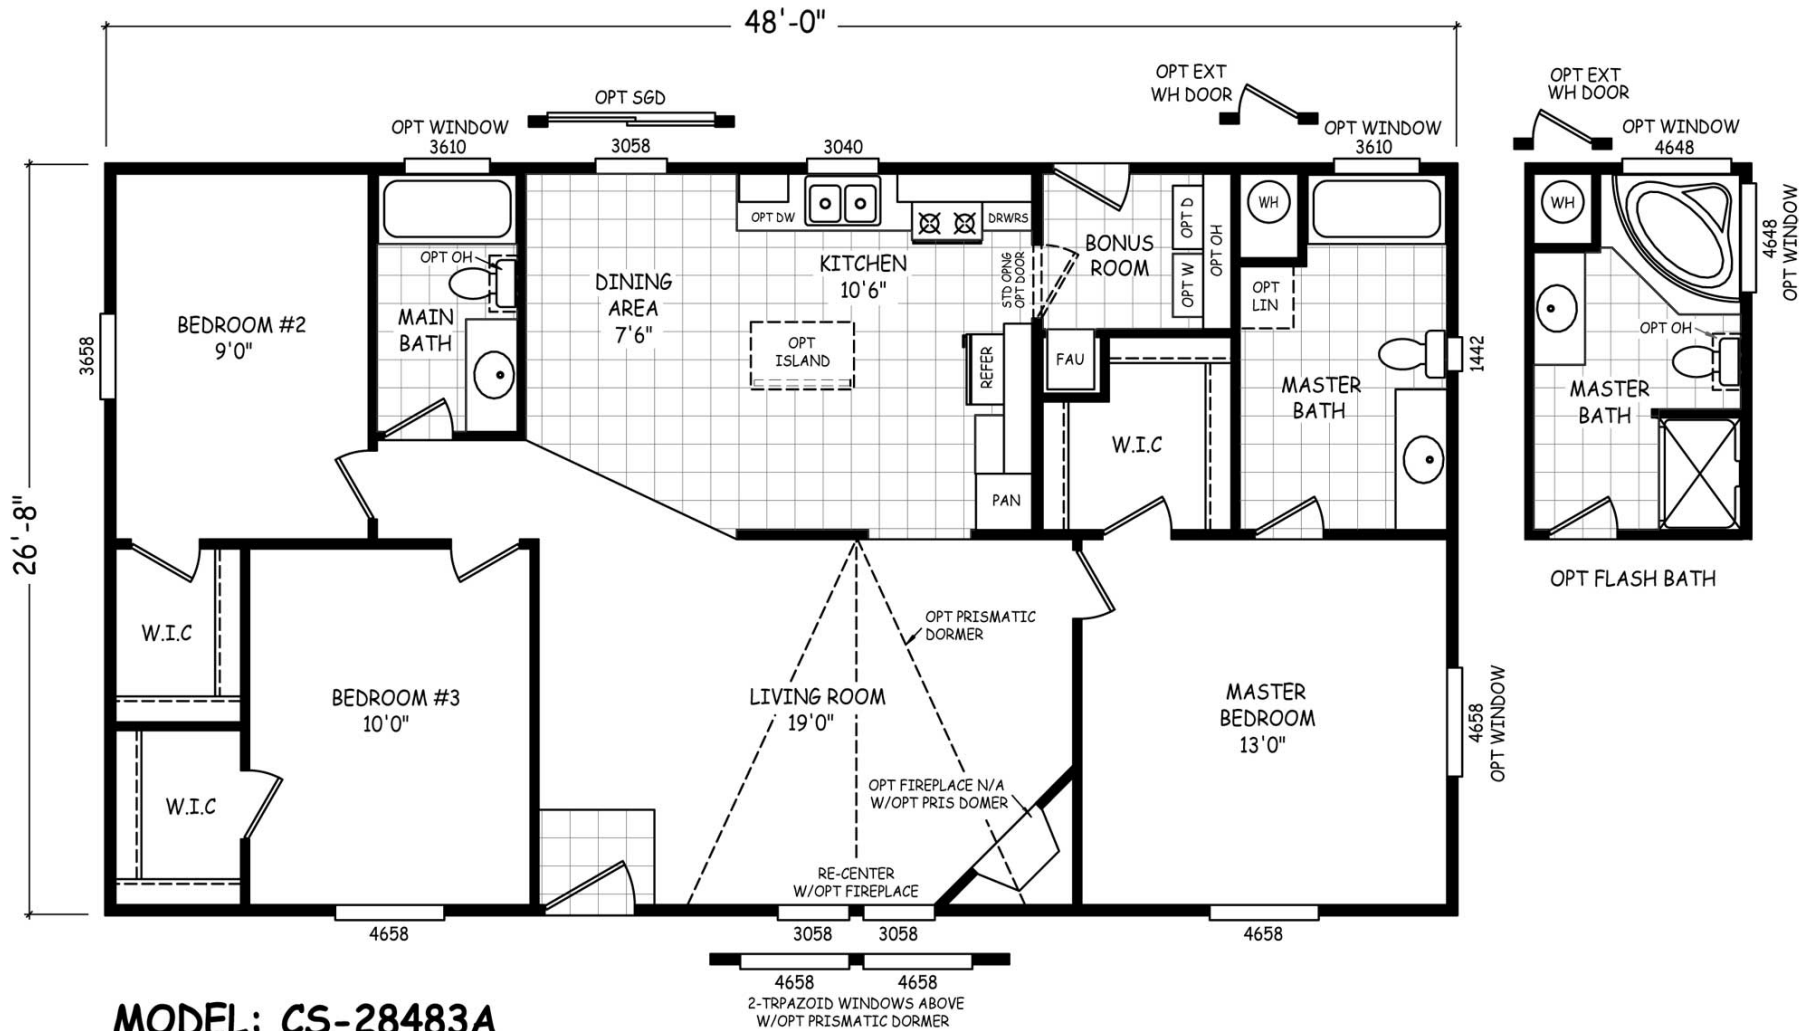 48'-0"
OPT EXT
WH DOOR
OPT EXT
WH DOOR
OPT SGD
OPT WINDOW
3610
3058
3040
OPT WINDOW
3610
OPT WINDOW
4648
26'-8"
OPT DW
DRWRS
OPT D
OPT OH
OPT W
WH
WH
4648
OPT WINDOW
OPT OH
BONUS
ROOM
STD OPNG
OPT DOOR
KITCHEN
10'6"
DINING
AREA
7'6"
OPT
LIN
BEDROOM #2
9'0"
MAIN
BATH
3658
OPT
ISLAND
REFER
FAU
1442
OPT OH
MASTER
BATH
MASTER
BATH
W.I.C
PAN
OPT FLASH BATH
W.I.C
OPT PRISMATIC
DORMER
BEDROOM #3
10'0"
LIVING ROOM
19'0"
MASTER
BEDROOM
13'0"
4658
OPT WINDOW
W.I.C
OPT FIREPLACE N/A
W/OPT PRIS DOMER
RE-CENTER
W/OPT FIREPLACE
4658
3058
3058
4658
4658
4658
2-TRPAZOID WINDOWS ABOVE
W/OPT PRISMATIC DORMER
MODEL: CS-28483A